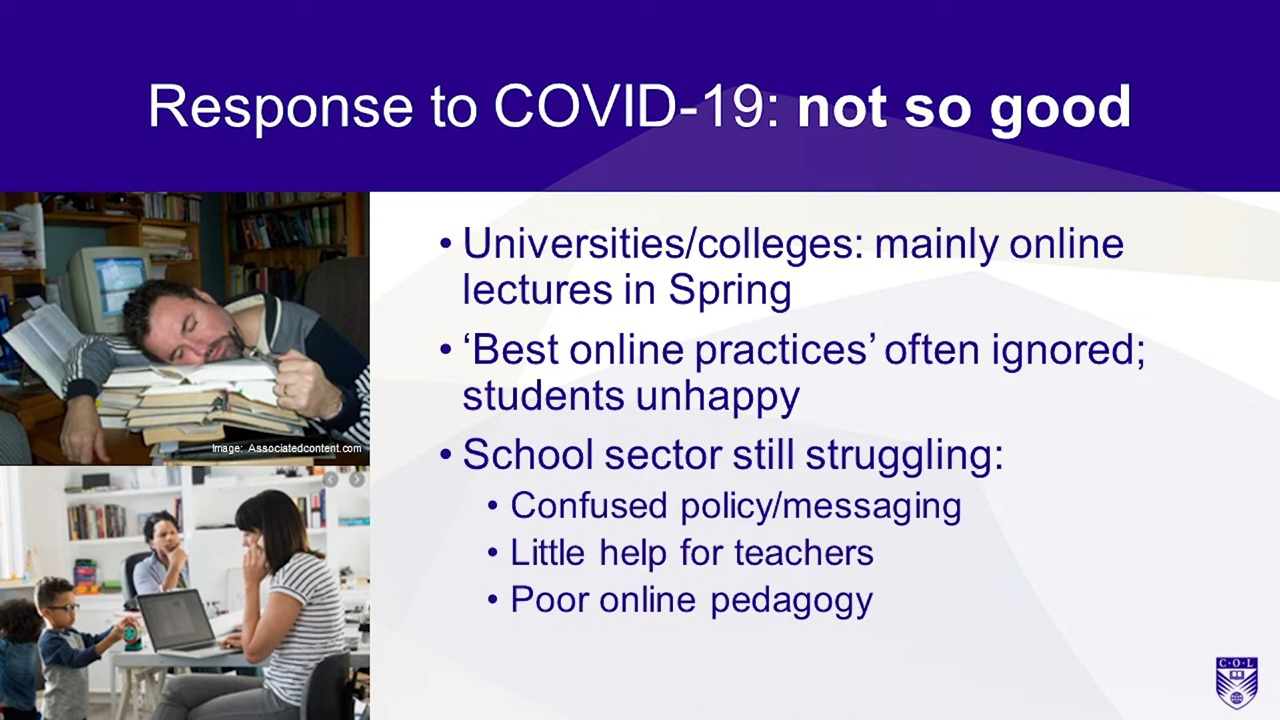 Response to COVID-19: not so good
• Universities/colleges: mainly online
lectures in Spring
• ‘Best online practices’ often ignored;
students unhappy
• School sector still struggling:
• Confused policy/messaging
• Little help for teachers
• Poor online pedagogy
Image: Associatedcontent.com
C·O·L